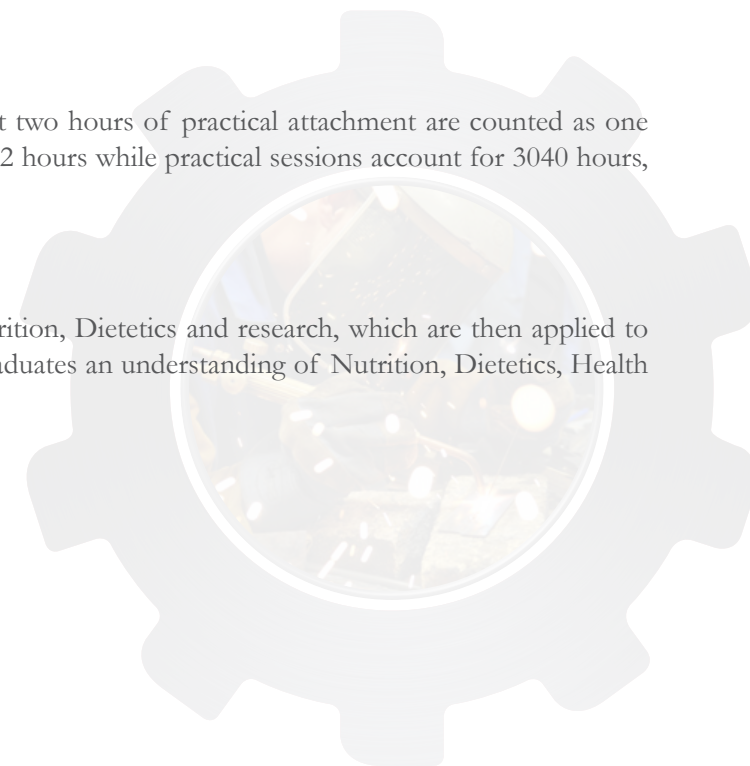 t two hours of practical attachment are counted as one
2 hours while practical sessions account for 3040 hours,
rition, Dietetics and research, which are then applied to
aduates an understanding of Nutrition, Dietetics, Health